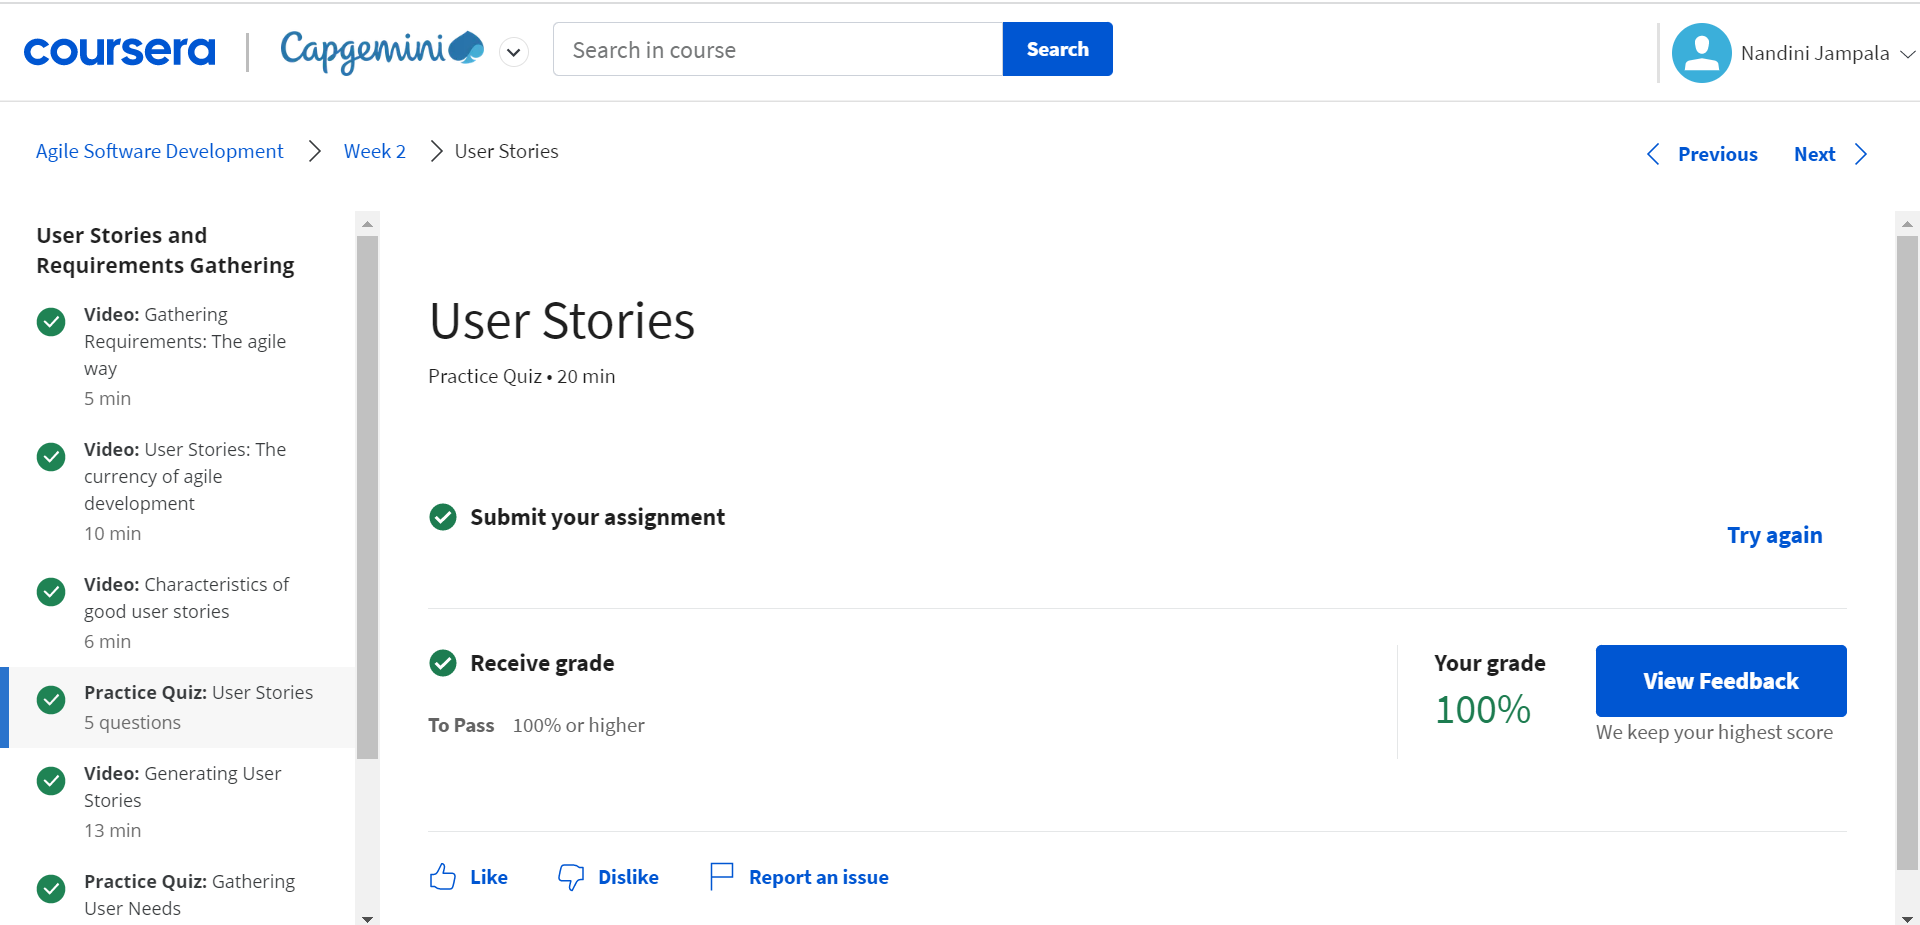 coursera
Capgemini
Search in course
Search
Nandini Jampala
Agile Software Development
Week 2
User Stories
Previous
Next
User Stories and
Requirements Gathering
Video: Gathering
Requirements: The agile
way
5 min
Video: User Stories: The
currency of agile
development
10 min
Video: Characteristics of
good user stories
6 min
Practice Quiz: User Stories
5 questions
Video: Generating User
Stories
13 min
Practice Quiz: Gathering
User Needs
User Stories
Practice Quiz • 20 min
Submit your assignment
Try again
Receive grade
To Pass 100% or higher
Your grade
100%
View Feedback
We keep your highest score
Like
Dislike
Report an issue